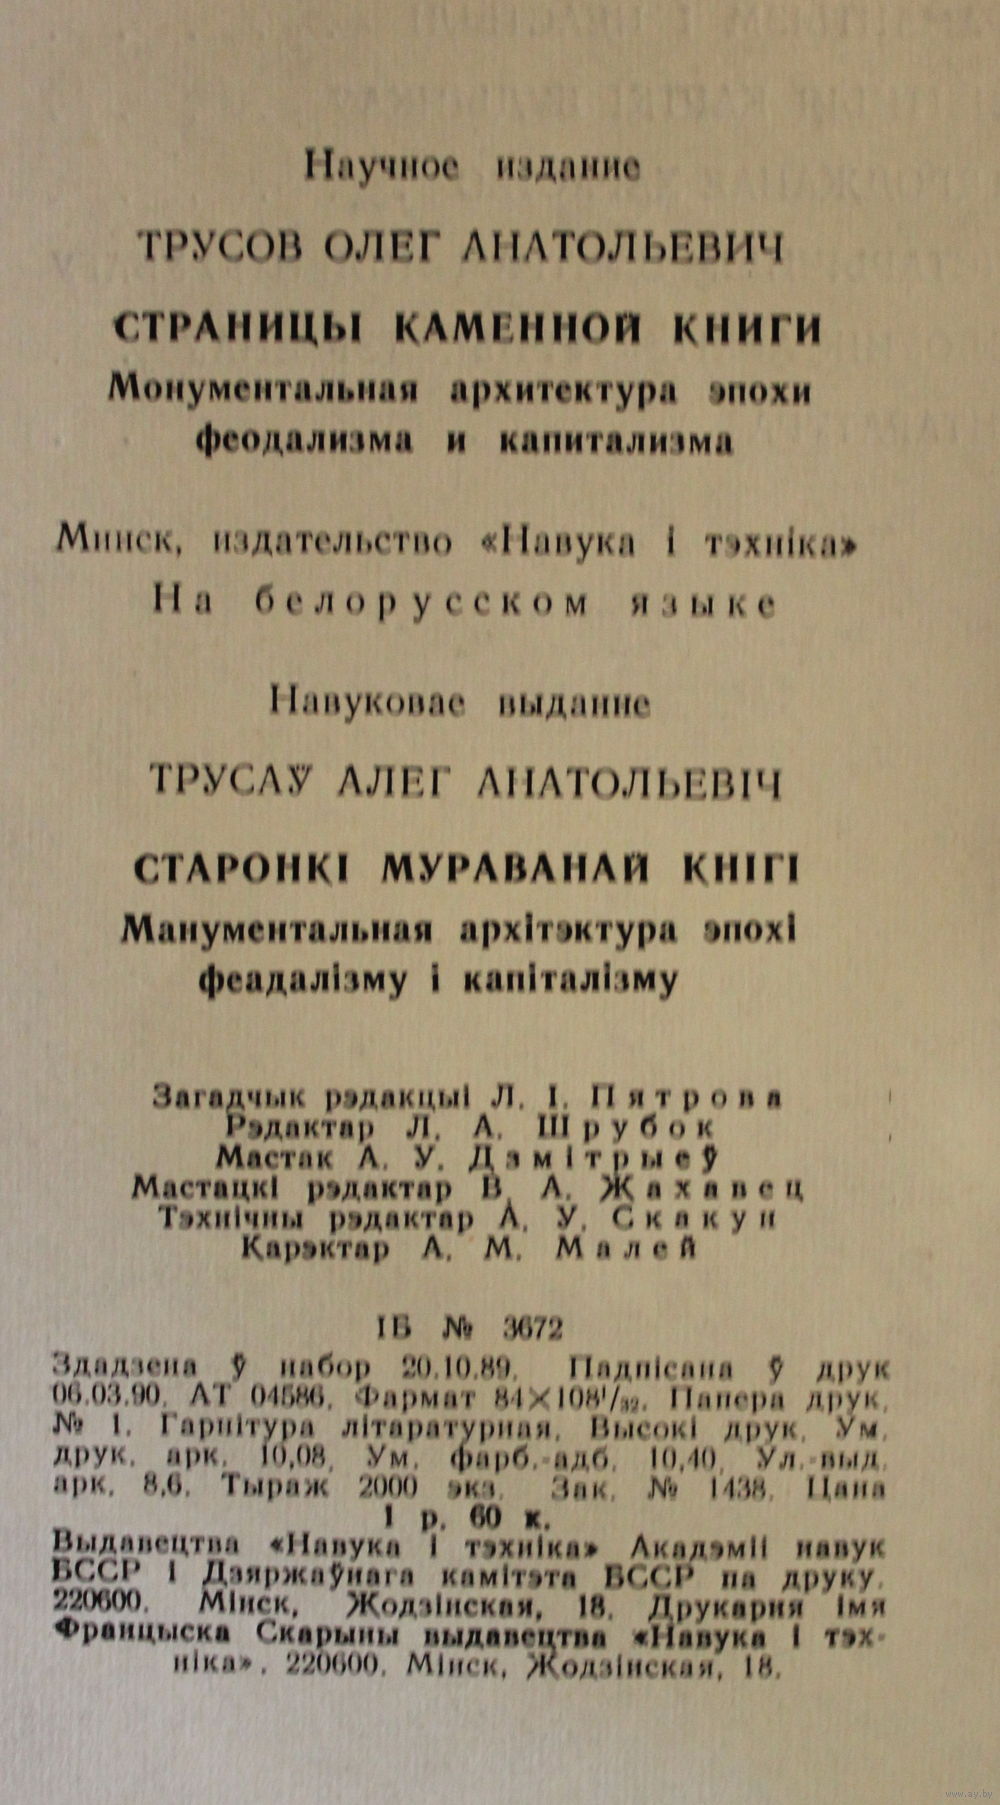 Научное издание
ТРУСОВ ОЛЕГ АНАТОЛЬЕВИЧ
СТРАНИЦЫ КАМЕННОЙ КНИГИ
Монументальная архитектура эпохи
феодализма и капитализма
Минск, издательство «Навука і тэхніка»
На белорусском языке
Навуковае выданне
ТРУСАЎ АЛЕГ АНАТОЛЬЕВІЧ
СТАРОНКІ МУРАВАНАЙ КНІГІ
Манументальная архітэктура эпохі
феадалізму і капіталізму
Загадчык рэдакцыі Л. І. Пятрова
Рэдактар Л. А. Шрубок
Мастак А. У. Дэмітрыеў
Мастацкі рэдактар В. А. Жахавец
Тэхнічны рэдактар А. У. Скакун
Карэктар А. М. Малей
ІБ № 3672
Здадзена ў набор 20.10.89. Падпісана ў друк
06.03.90. АТ 04586. Фармат 84×108¹/₃₂. Папера друк.
№ 1. Гарнітура літаратурная. Высокі друк. Ум.
друк. арк. 10,08. Ум. фарб.-адб. 10,40. Ул.-выд.
арк. 8,6. Тыраж 2000 экз. Зак. № 1438. Цана
1 р. 60 к.
Выдавецтва «Навука і тэхніка» Акадэміі навук
БССР і Дзяржаўнага камітэта БССР па друку.
220600. Мінск, Жодзінская, 18. Друкарня імя
Францыска Скарыны выдавецтва «Навука і тэх-
ніка». 220600. Мінск, Жодзінская, 18.
www.ay.by